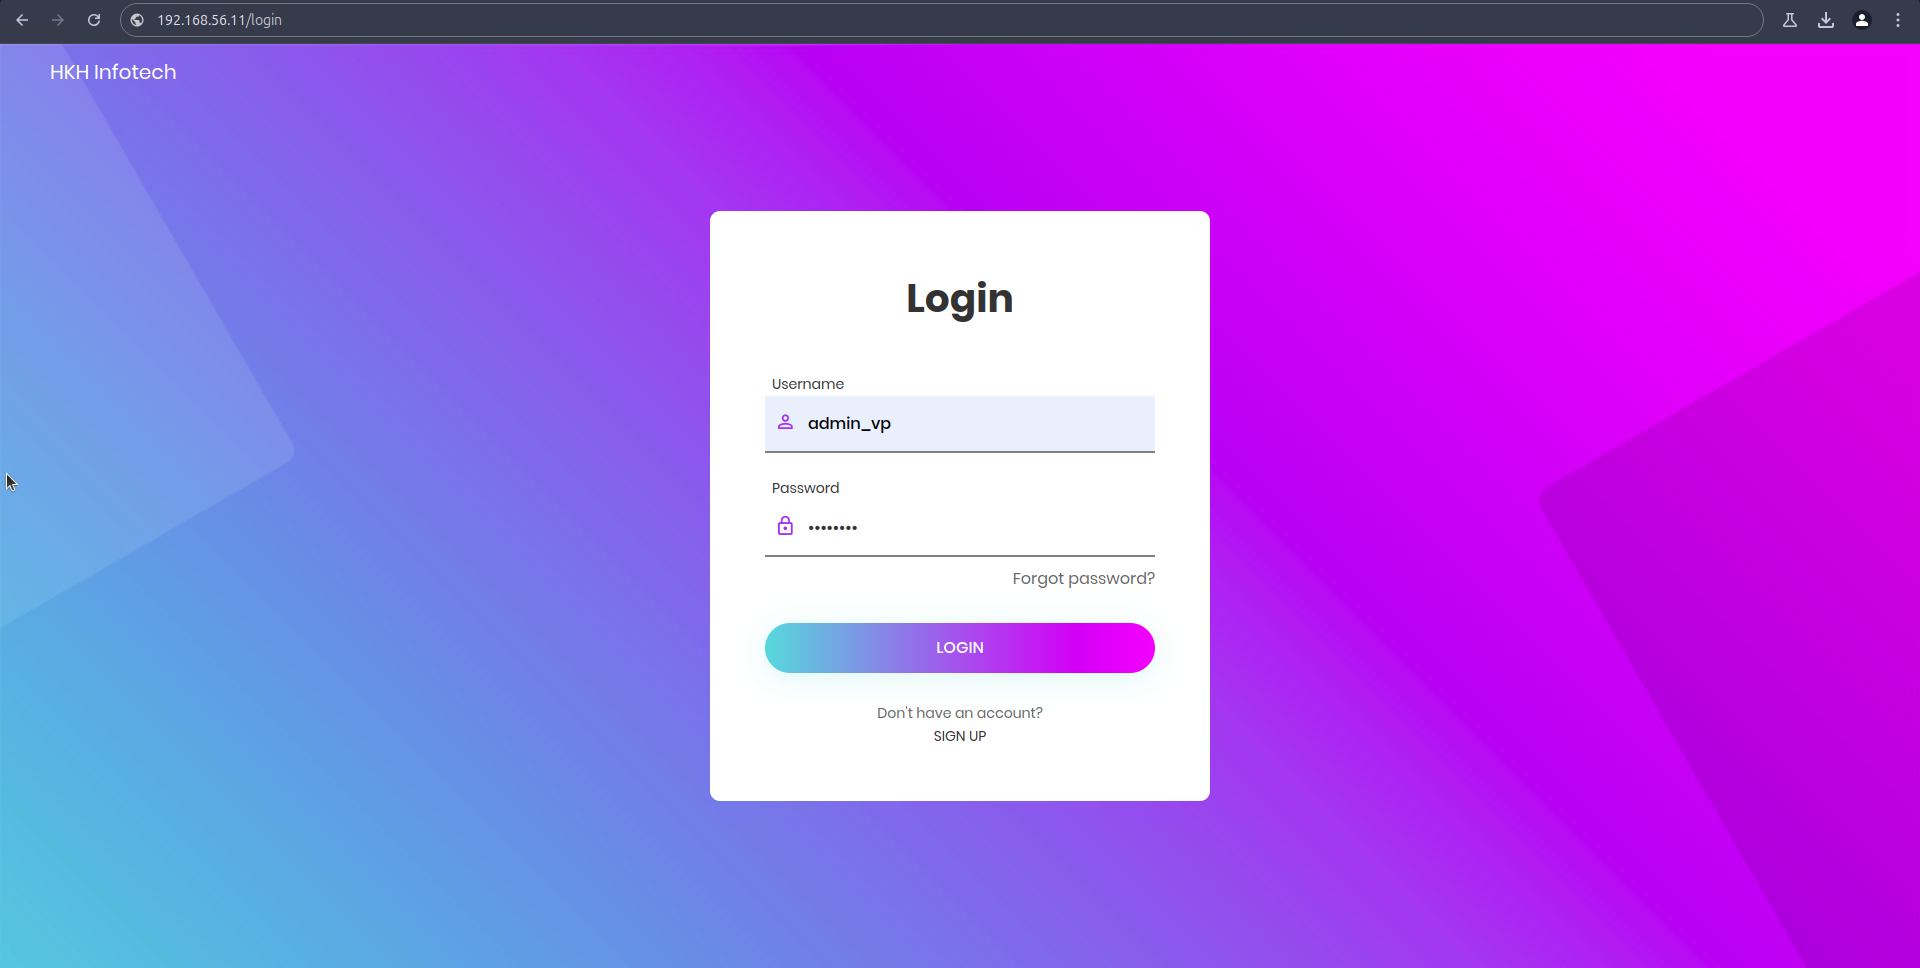 192.168.56.11/login
HKH Infotech
Login
Username
admin_vp
Password
••••••••
Forgot password?
LOGIN
Don't have an account?
SIGN UP